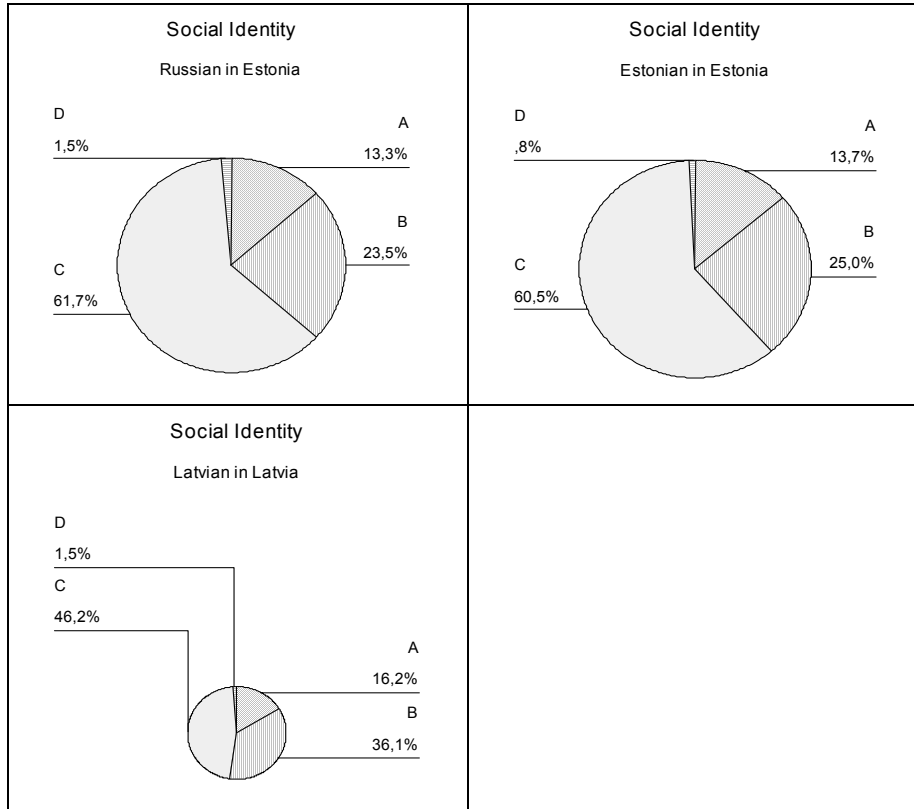 Social Identity
Russian in Estonia
D
1,5%
A
13,3%
B
23,5%
C
61,7%
Social Identity
Estonian in Estonia
D
,8%
A
13,7%
B
25,0%
C
60,5%
Social Identity
Latvian in Latvia
D
1,5%
C
46,2%
A
16,2%
B
36,1%